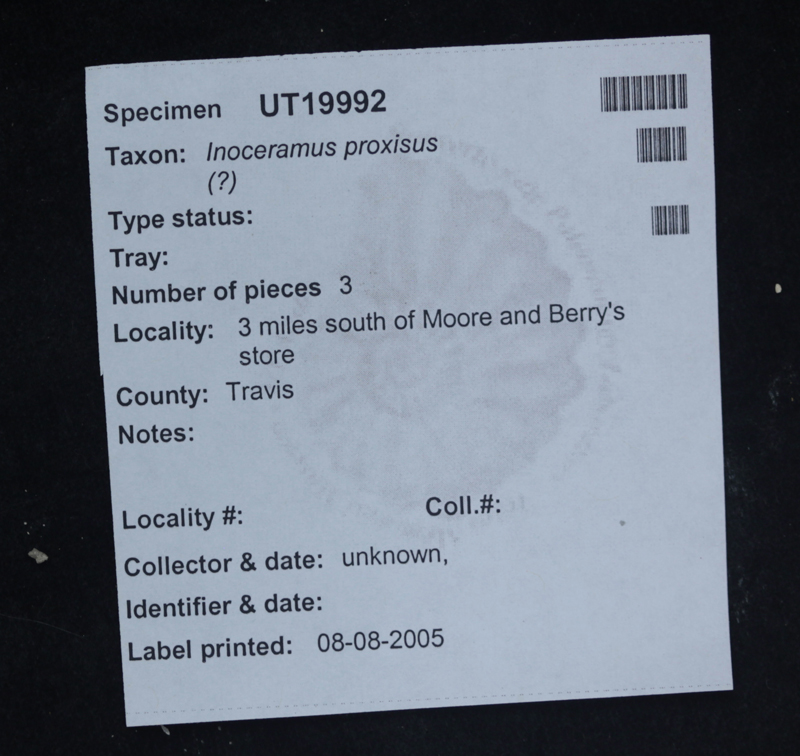 Specimen UT19992
Taxon: Inoceramus proxisus
(?)
Type status:
Tray:
Number of pieces 3
Locality: 3 miles south of Moore and Berry's
store
County: Travis
Notes:
Locality #: Coll.#:
Collector & date: unknown,
Identifier & date:
Label printed: 08-08-2005